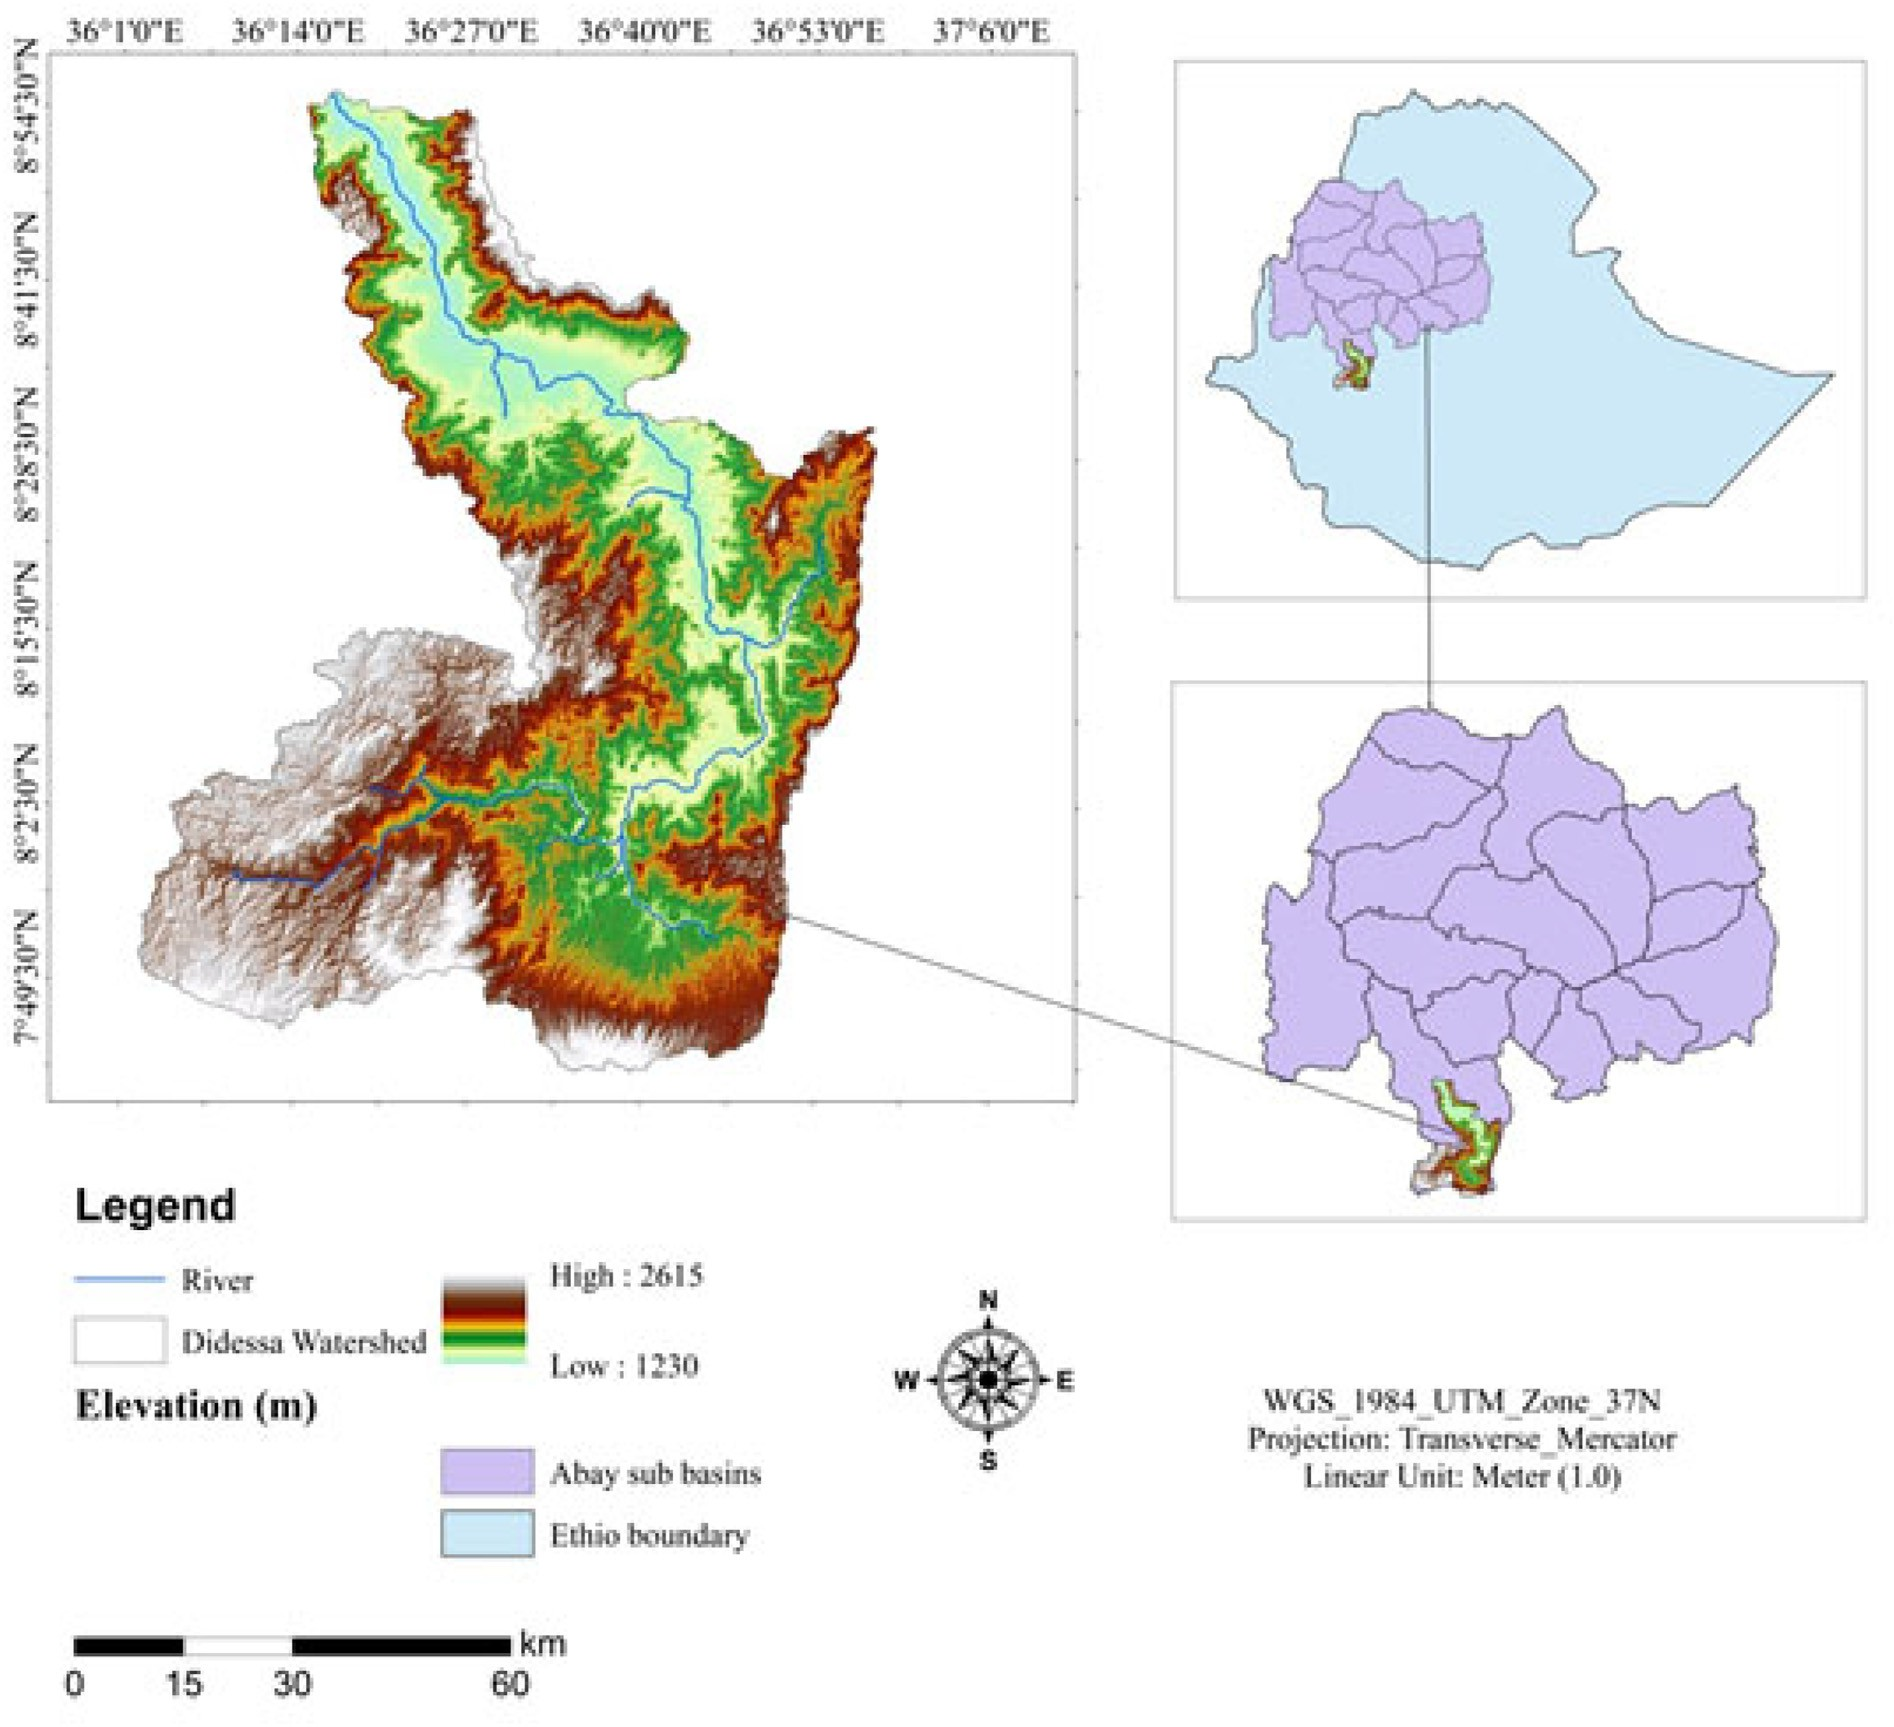 36°1'0"E 36°14'0"E 36°27'0"E 36°40'0"E 36°53'0"E 37°6'0"E
8°54'30"N
8°41'30"N
8°28'30"N
8°15'30"N
8°2'30"N
7°49'30"N
Legend
River
Didessa Watershed
Elevation (m)
High : 2615
Low : 1230
Abay sub basins
Ethio boundary
N
W E
S
WGS_1984_UTM_Zone_37N
Projection: Transverse_Mercator
Linear Unit: Meter (1.0)
km
0 15 30 60